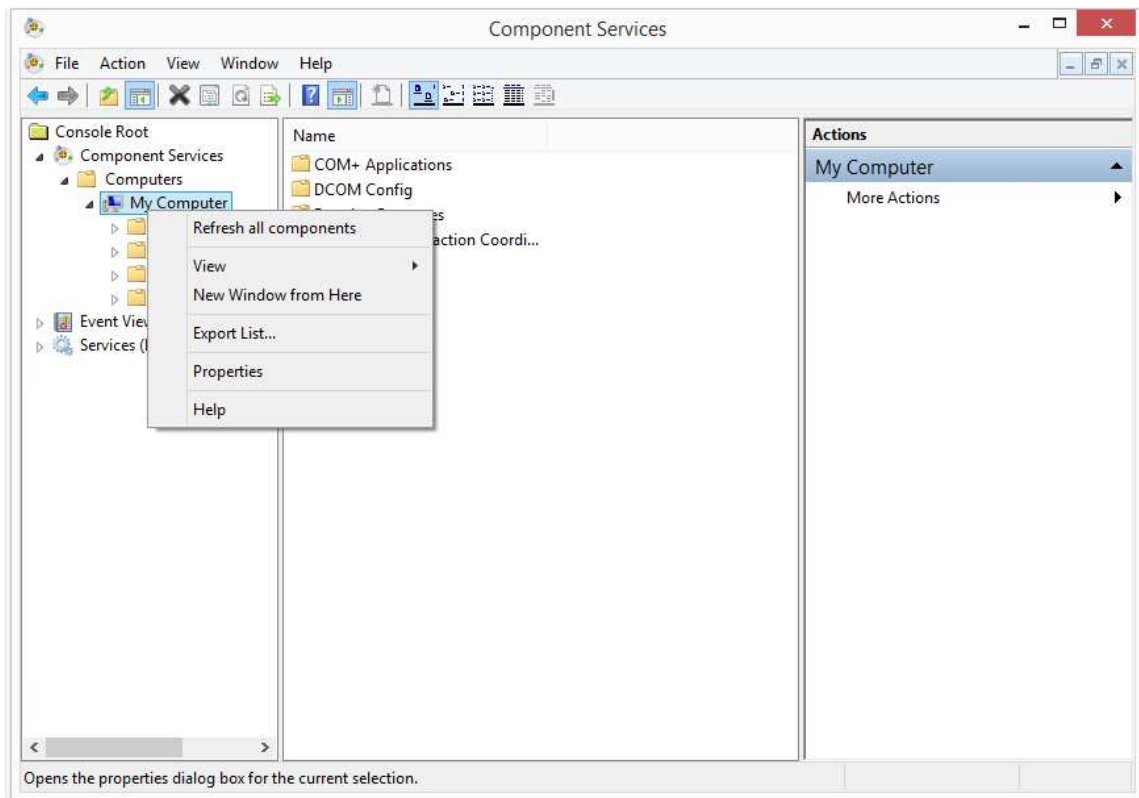 Component Services
File Action View Window Help
Console Root
Component Services
Computers
My Computer
Event Vie
Services (
Name
COM+ Applications
DCOM Config
es
action Coordi...
Refresh all components
View
New Window from Here
Export List...
Properties
Help
Actions
My Computer
More Actions
Opens the properties dialog box for the current selection.